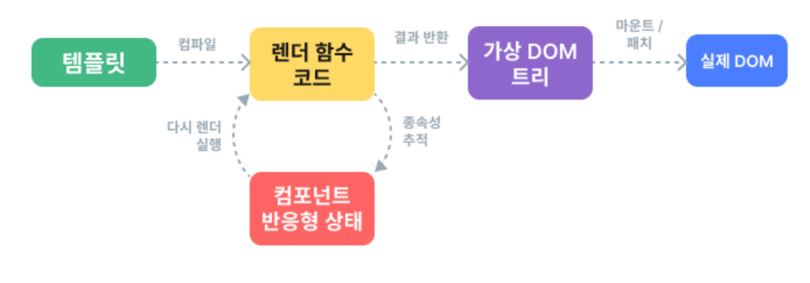 템플릿
컴파일
렌더 함수
코드
결과 반환
가상 DOM
트리
마운트 /
패치
실제 DOM
다시 렌더
실행
종속성
추적
컴포넌트
반응형 상태